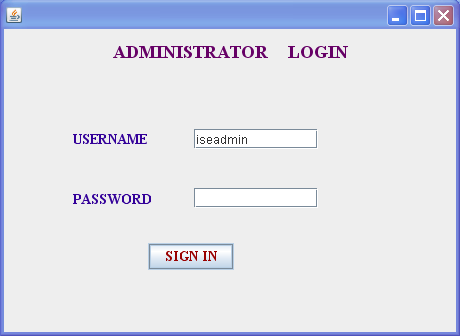 ADMINISTRATOR LOGIN
USERNAME iseadmin
PASSWORD
SIGN IN